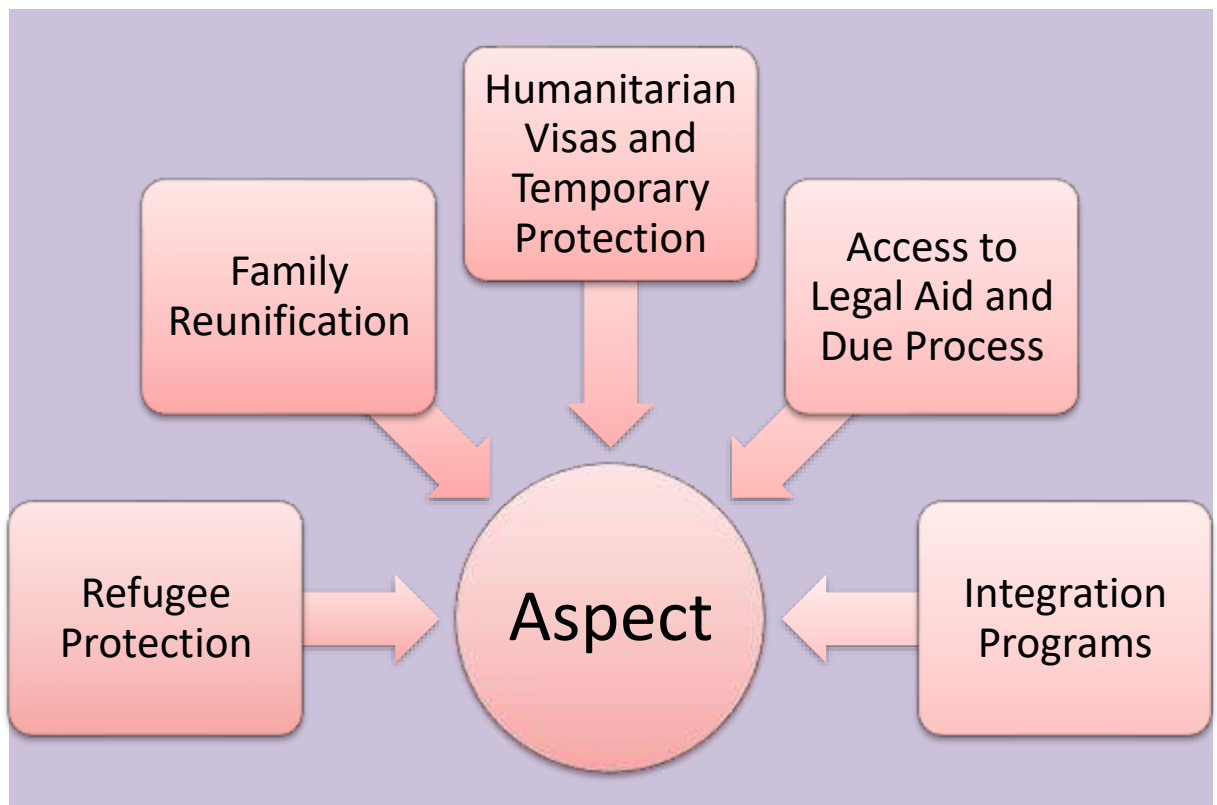 Humanitarian
Visas and
Temporary
Protection
Family
Reunification
Access to
Legal Aid and
Due Process
Refugee
Protection
Aspect
Integration
Programs